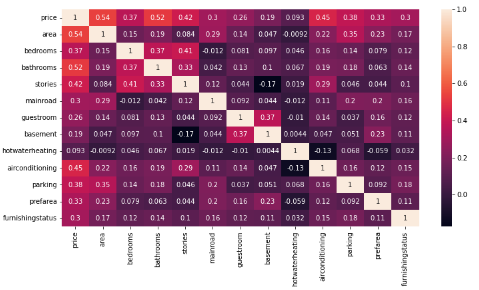 price 1 0.54 0.37 0.52 0.42 0.3 0.26 0.19 0.093 0.45 0.38 0.33 0.3
area 0.54 1 0.15 0.19 0.084 0.29 0.14 0.047 -0.0092 0.22 0.35 0.23 0.17
bedrooms 0.37 0.15 1 0.37 0.41 -0.012 0.081 0.097 0.046 0.16 0.14 0.079 0.12
bathrooms 0.52 0.19 0.37 1 0.33 0.042 0.13 0.1 0.067 0.19 0.18 0.063 0.14
stories 0.42 0.084 0.41 0.33 1 0.12 0.044 -0.17 0.019 0.29 0.046 0.044 0.1
mainroad 0.3 0.29 -0.012 0.042 0.12 1 0.092 0.044 -0.012 0.11 0.2 0.2 0.16
guestroom 0.26 0.14 0.081 0.13 0.044 0.092 1 0.37 -0.01 0.14 0.037 0.16 0.12
basement 0.19 0.047 0.097 0.1 -0.17 0.044 0.37 1 0.0044 0.047 0.051 0.23 0.11
hotwaterheating 0.093 -0.0092 0.046 0.067 0.019 -0.012 -0.01 0.0044 1 -0.13 0.068 -0.059 0.032
airconditioning 0.45 0.22 0.16 0.19 0.29 0.11 0.14 0.047 -0.13 1 0.16 0.12 0.15
parking 0.38 0.35 0.14 0.18 0.046 0.2 0.037 0.051 0.068 0.16 1 0.092 0.18
prefarea 0.33 0.23 0.079 0.063 0.044 0.2 0.16 0.23 -0.059 0.12 0.092 1 0.11
furnishingstatus 0.3 0.17 0.12 0.14 0.1 0.16 0.12 0.11 0.032 0.15 0.18 0.11 1
price area bedrooms bathrooms stories mainroad guestroom basement hotwaterheating airconditioning parking prefarea furnishingstatus
1.0
0.8
0.6
0.4
0.2
0.0